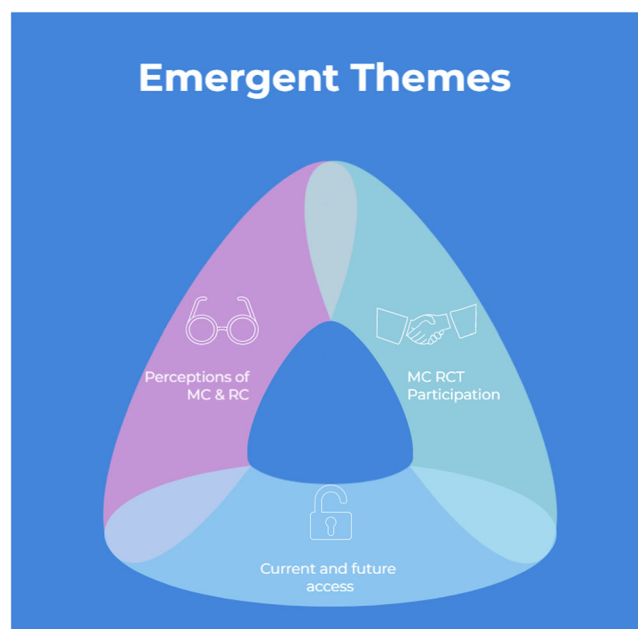 Emergent Themes
Perceptions of
MC & RC
MC RCT
Participation
Current and future
access